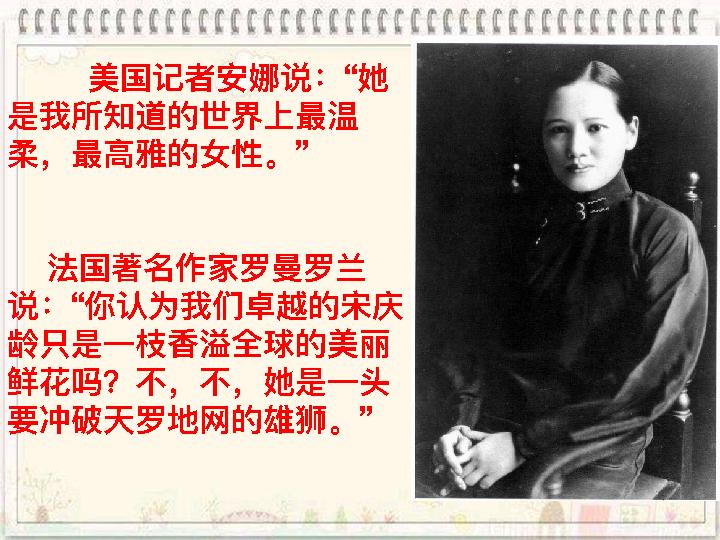 美国记者安娜说：“她
是我所知道的世界上最温
柔，最高雅的女性。”
法国著名作家罗曼罗兰
说：“你认为我们卓越的宋庆
龄只是一枝香溢全球的美丽
鲜花吗？不，不，她是一头
要冲破天罗地网的雄狮。”